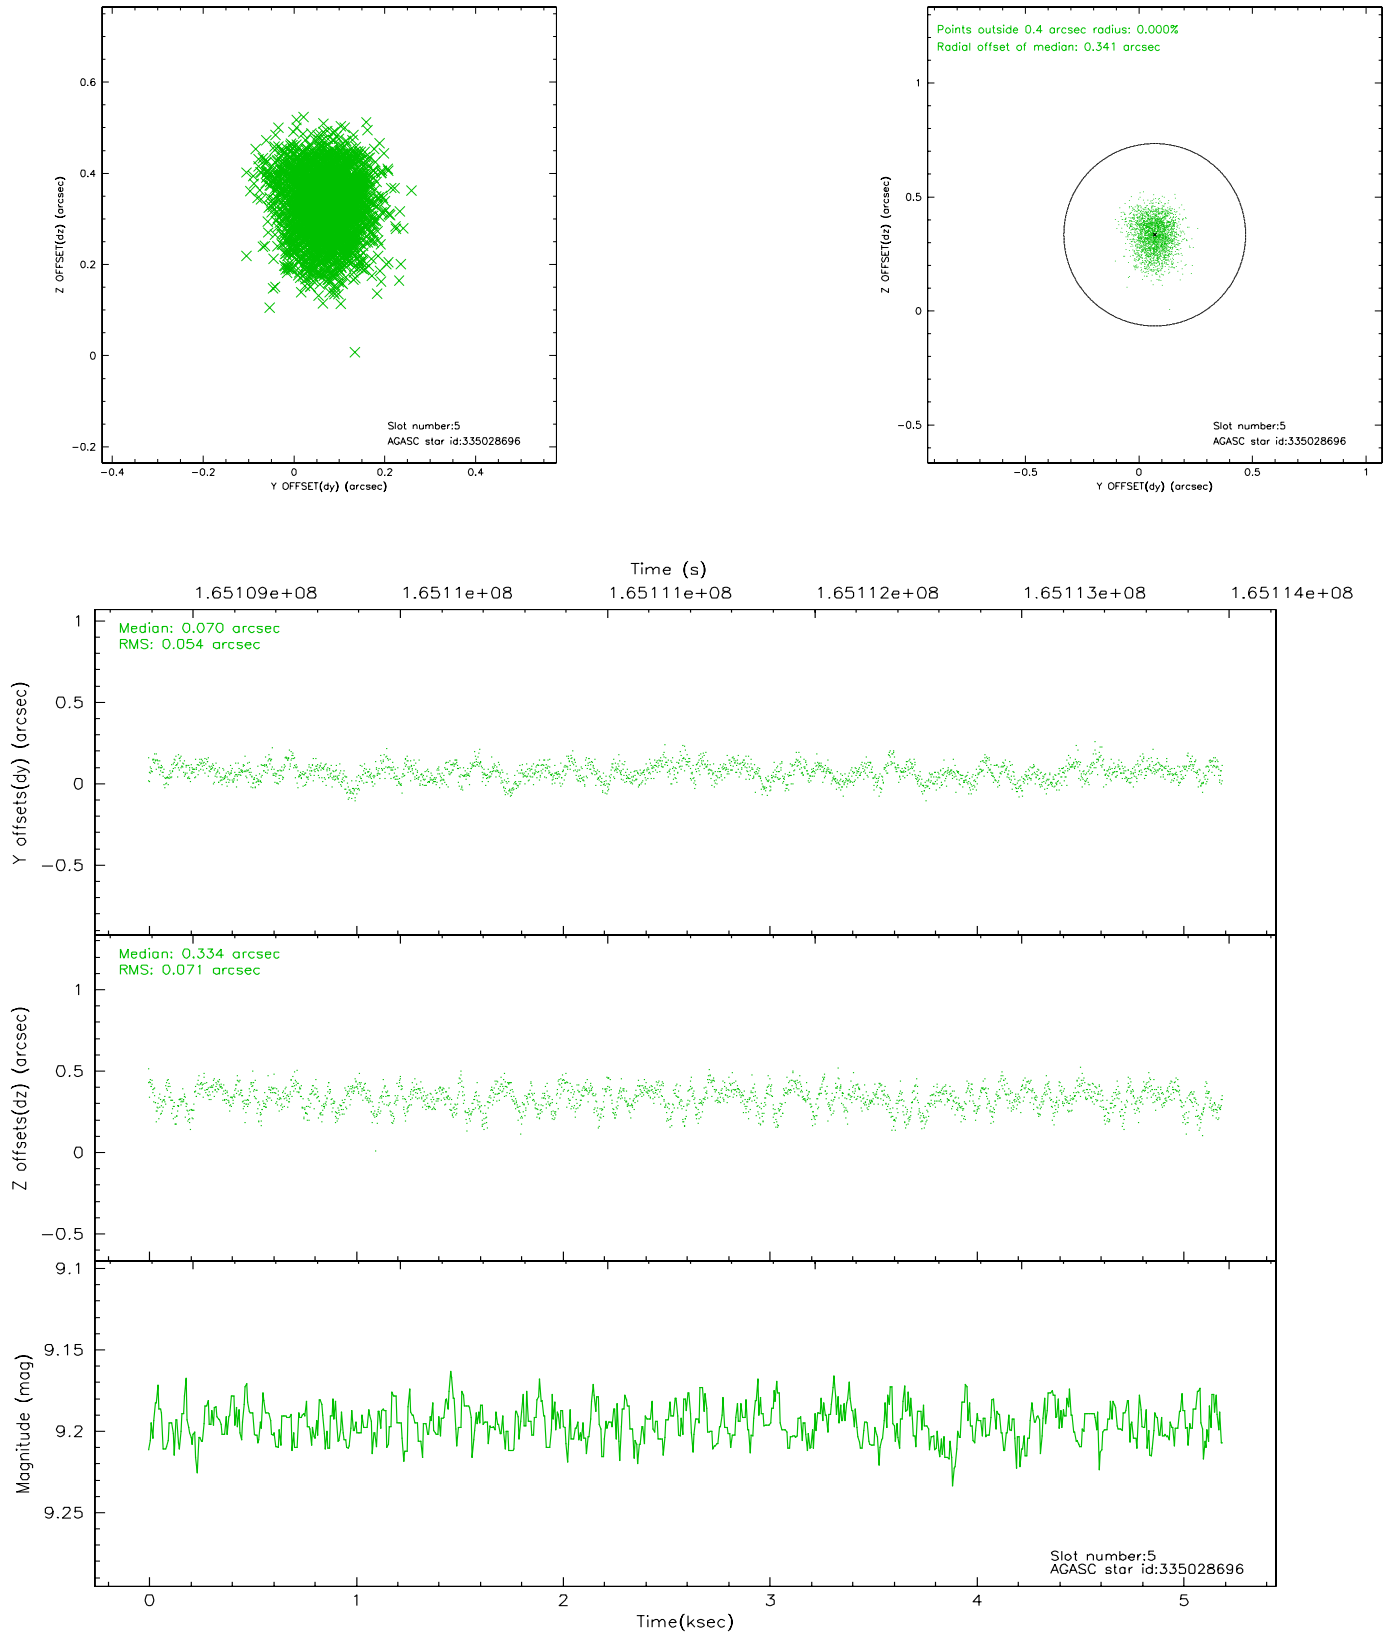 0.6
0.4
0.2
0
−0.2
Z OFFSET(dz) (arcsec)
Slot number:5
AGASC star id:335028696
−0.4 −0.2 0 0.2 0.4
Y OFFSET(dy) (arcsec)
Points outside 0.4 arcsec radius: 0.000%
Radial offset of median: 0.341 arcsec
1
0.5
0
−0.5
Z OFFSET(dz) (arcsec)
Slot number:5
AGASC star id:335028696
−0.5 0 0.5 1
Y OFFSET(dy) (arcsec)
Time (s)
1.65109e+08 1.6511e+08 1.65111e+08 1.65112e+08 1.65113e+08 1.65114e+08
Median: 0.070 arcsec
RMS: 0.054 arcsec
1
0.5
0
−0.5
Y offsets(dy) (arcsec)
Median: 0.334 arcsec
RMS: 0.071 arcsec
1
0.5
0
−0.5
Z offsets(dz) (arcsec)
9.1
9.15
9.2
9.25
Magnitude (mag)
Slot number:5
AGASC star id:335028696
0 1 2 3 4 5
Time(ksec)